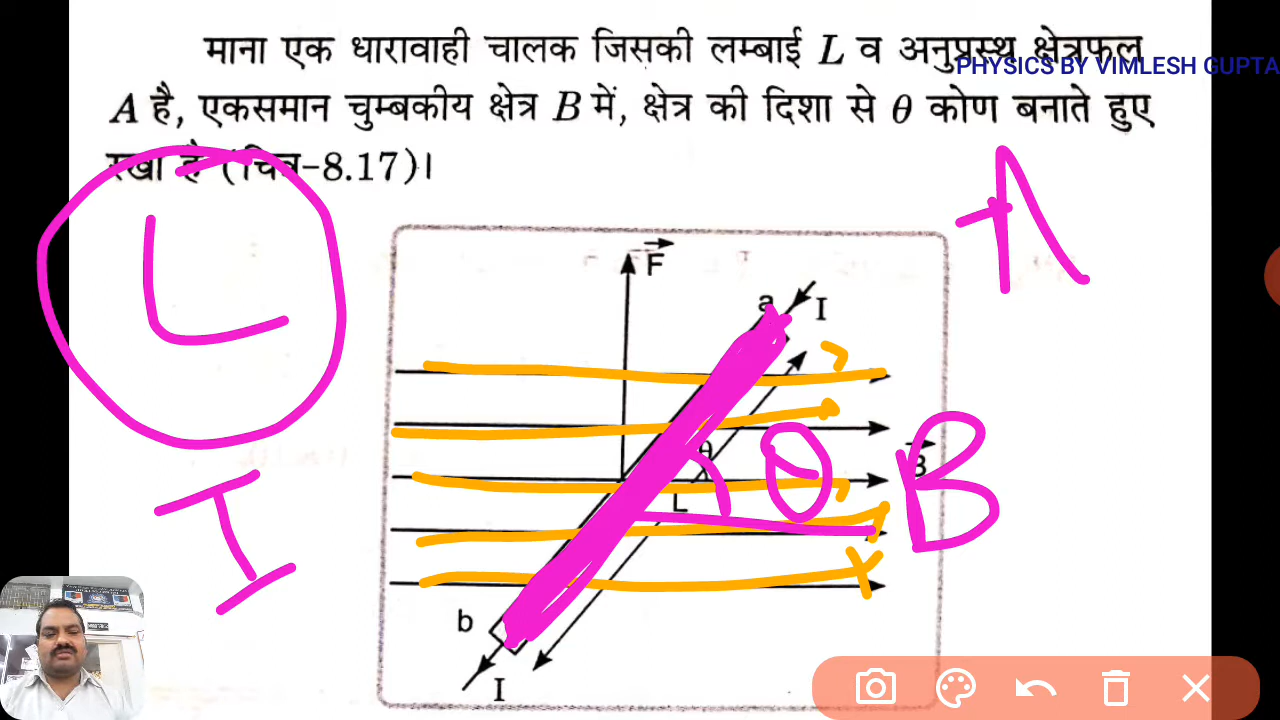 माना एक धारावाही चालक जिसकी लम्बाई L व अनुप्रस्थ क्षेत्रफल
PHYSICS BY VIMLESH GUPTA
A है, एकसमान चुम्बकीय क्षेत्र B में, क्षेत्र की दिशा से θ कोण बनाते हुए
रखा है (चित्र-8.17)।
L
A
F
a
I
θ
θ
B
B
L
I
b
I